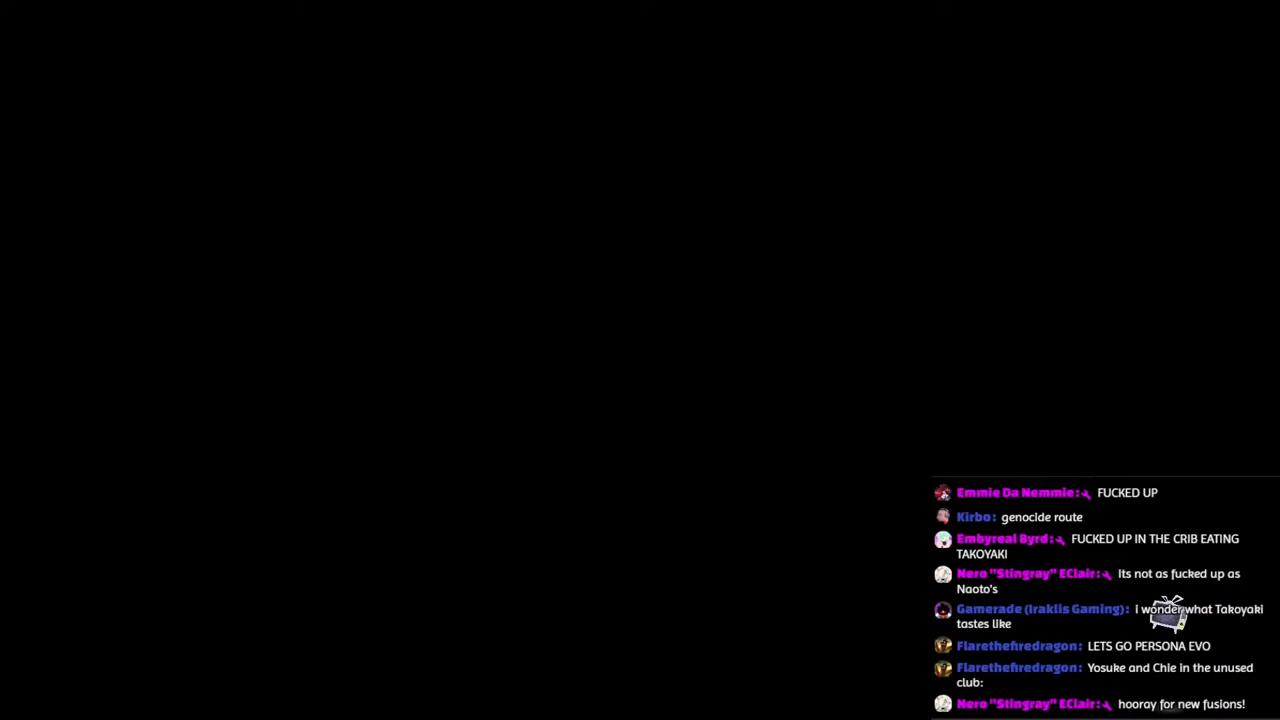 Emmie Da Nemmie: FUCKED UP
Kirbo: genocide route
Embyreal Byrd: FUCKED UP IN THE CRIB EATING
TAKOYAKI
Nero "Stingray" EClair: Its not as fucked up as
Naoto's
Gamerade (Iraklis Gaming): i wonder what Takoyaki
tastes like
Flarethefiredragon: LETS GO PERSONA EVO
Flarethefiredragon: Yosuke and Chie in the unused
club:
Nero "Stingray" EClair: hooray for new fusions!